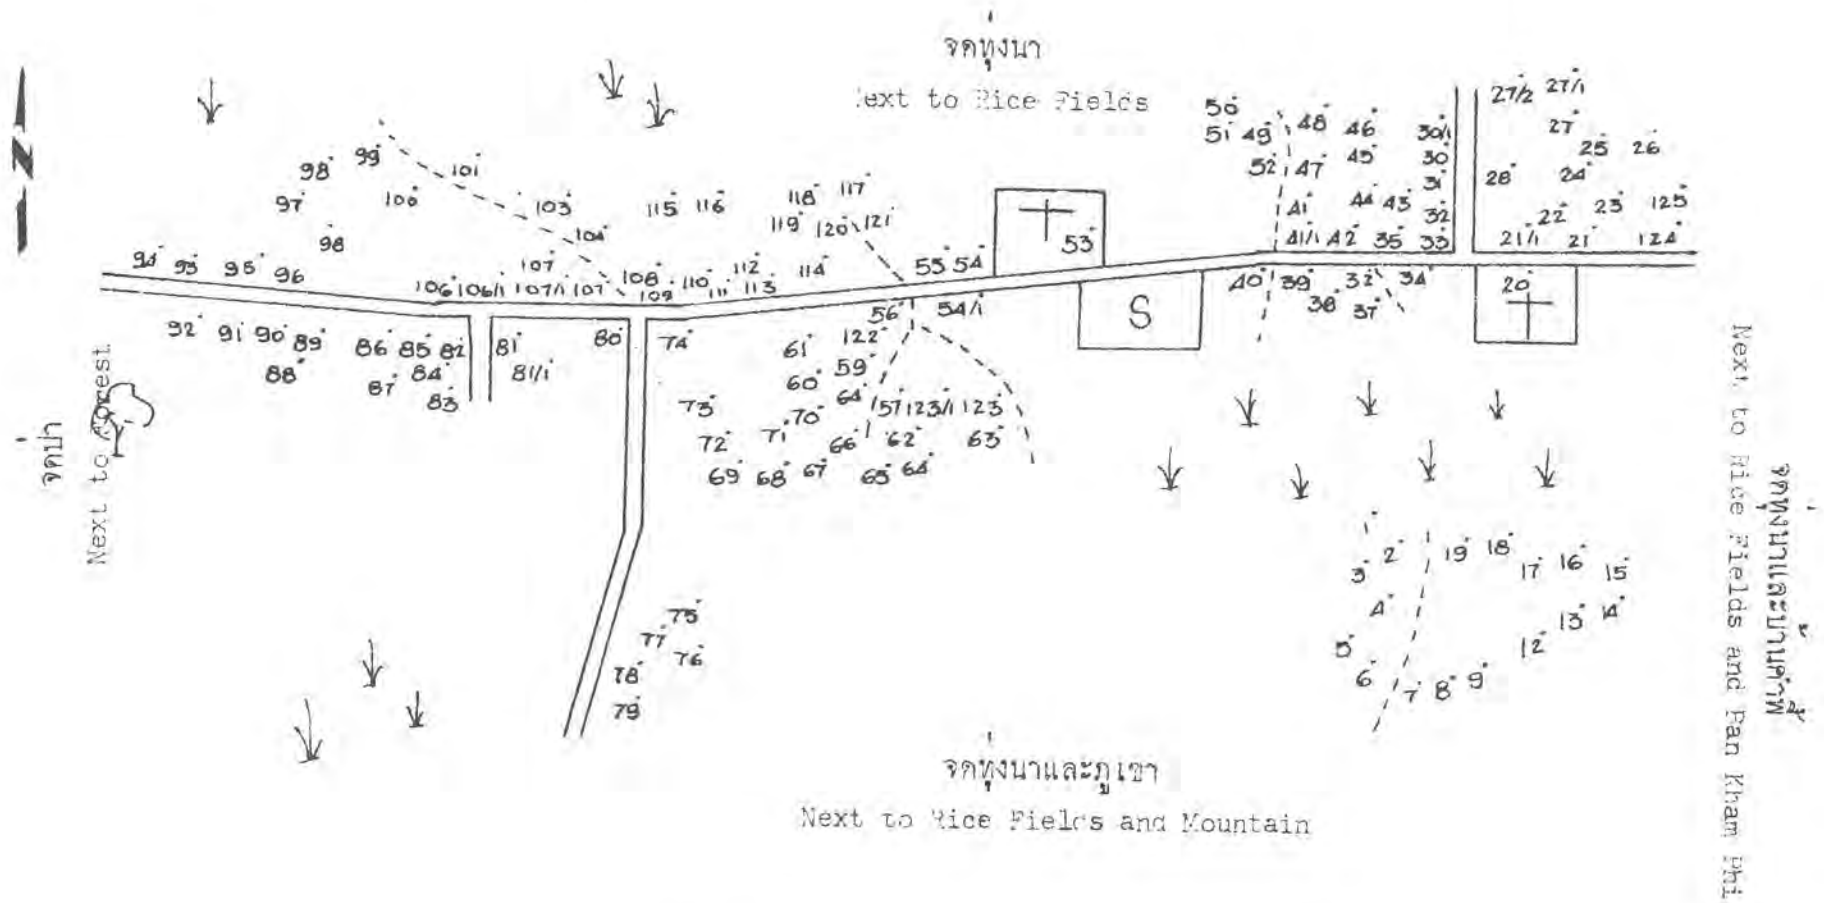 จดทุ่งนา
ext to Rice Fields
N
50 48 46 27/2 27/1
51 49 30/1 27
52 47 45 30 25 26
98 99 101 31 28 24
97 100 103 115 116 118 117 41 44 43 32 22 23 125
98 104 119 120 121 53 41/1 42 35 33 21/1 21 124
94 93 95 96 107 108 110 112 114 55 54
106 106/1 107/1 107 109 111 113
56 54/1 S 40 39 32 34 20
38 37
92 91 90 89 86 85 82 81 80 74 61 122
88 87 84 81/1 60 59
83 73 70 64 57 123/1 123
72 71 66 62 63
69 68 67 65 64
จดป่า
Next to Forest
2 19 18 17 16 15
3
4 13 14
5 12
6 7 8 9
75
77 76
78
79
จดทุ่งนาและภูเขา
Next to Rice Fields and Mountain
จดทุ่งนาและบ้านคำพี้
Next to Rice Fields and Ban Kham Phi